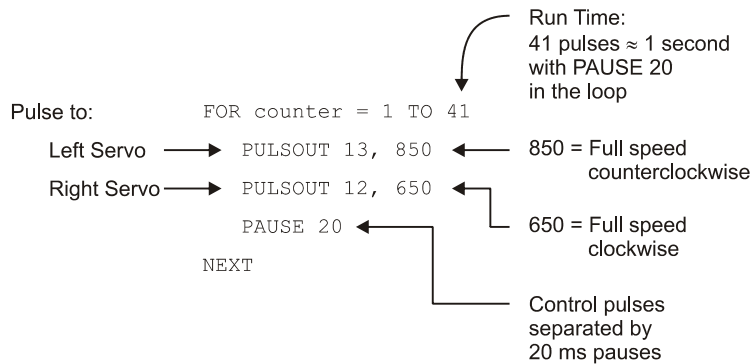 Run Time:
41 pulses ≈ 1 second
with PAUSE 20
in the loop
Pulse to:
FOR counter = 1 TO 41
Left Servo
PULSOUT 13, 850
850 = Full speed
counterclockwise
Right Servo
PULSOUT 12, 650
650 = Full speed
clockwise
PAUSE 20
NEXT
Control pulses
separated by
20 ms pauses